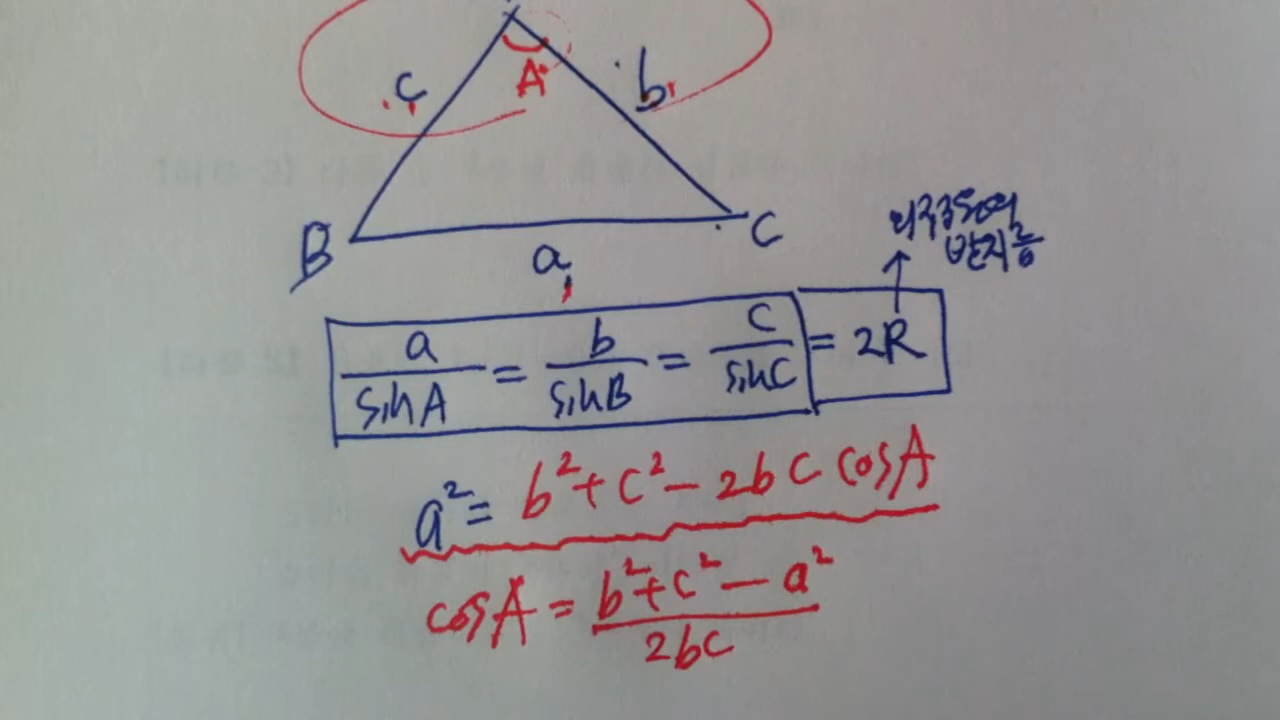 A
c
b
B
C
a
외접원의
반지름
a/sinA = b/sinB = c/sinC = 2R
a² = b² + c² - 2bc cosA
cosA = b² + c² - a² / 2bc